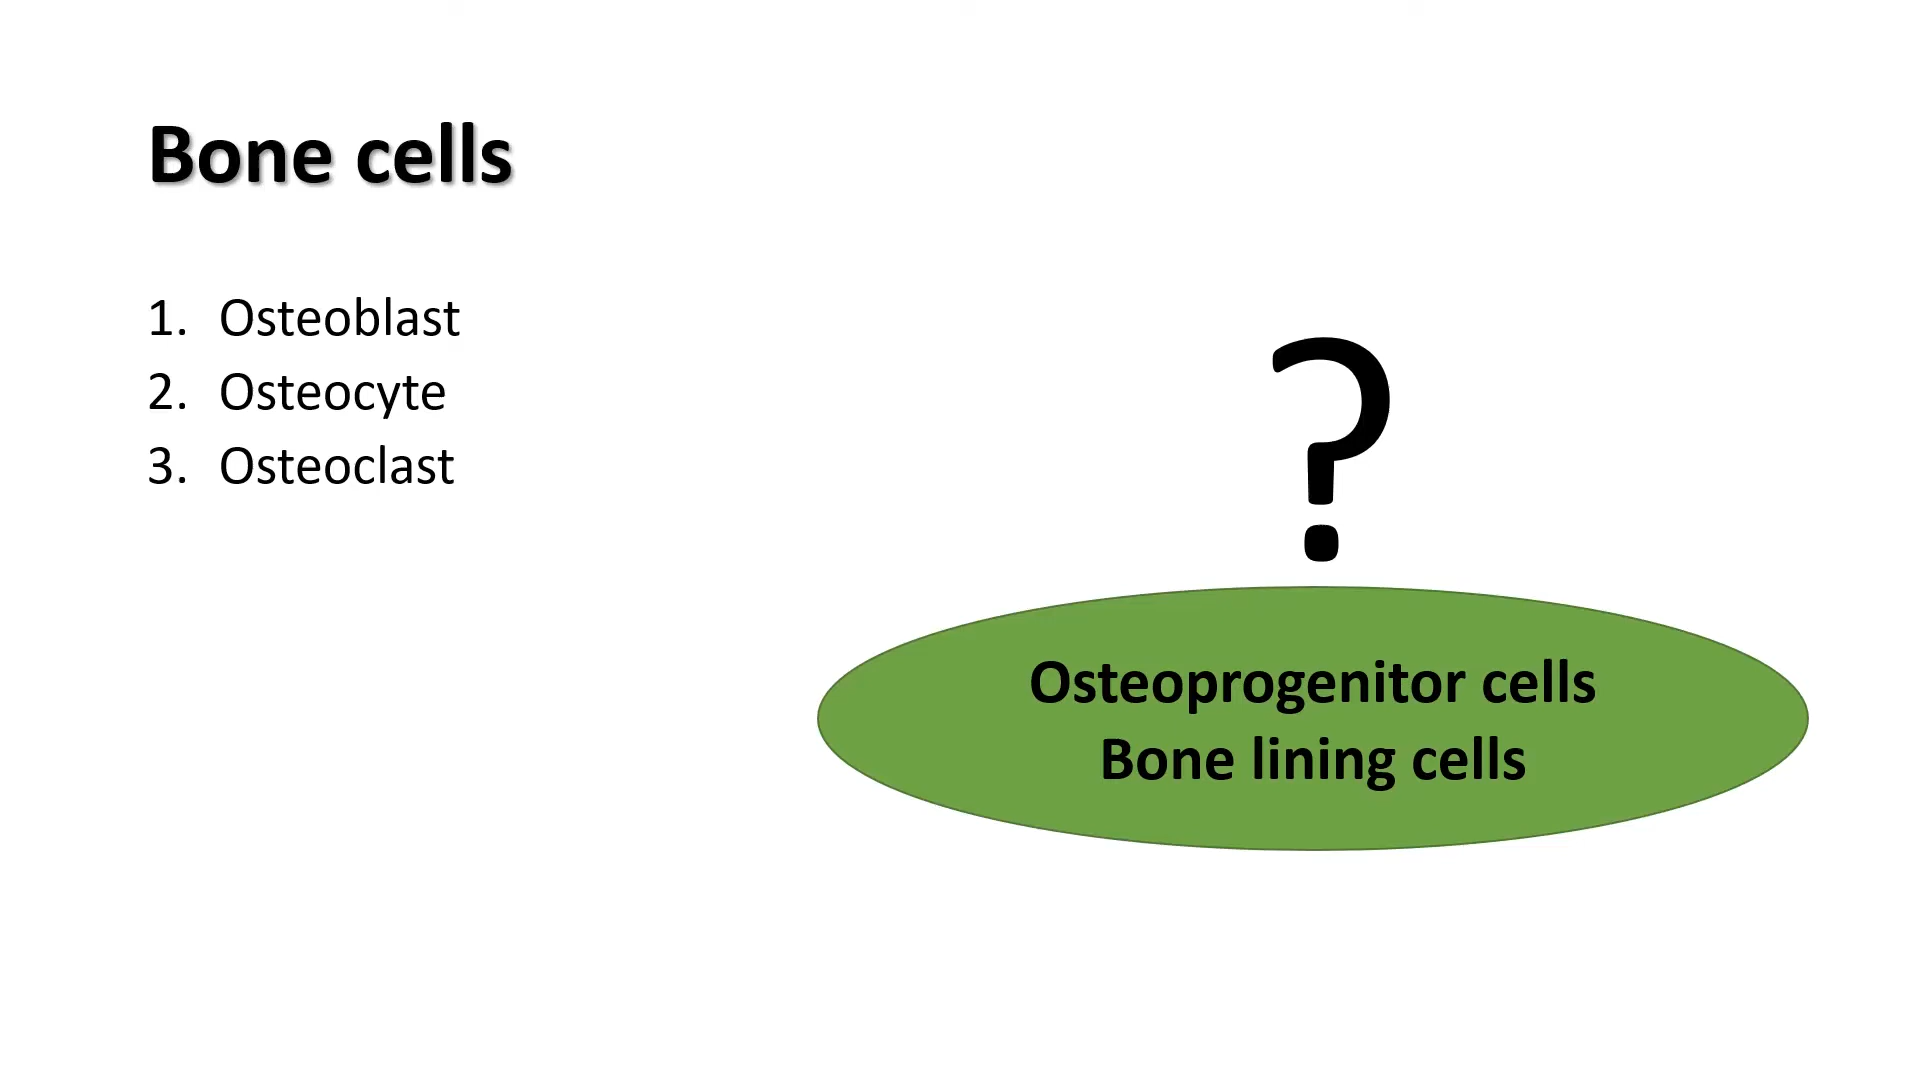 Bone cells
1. Osteoblast
2. Osteocyte
3. Osteoclast
?
Osteoprogenitor cells
Bone lining cells